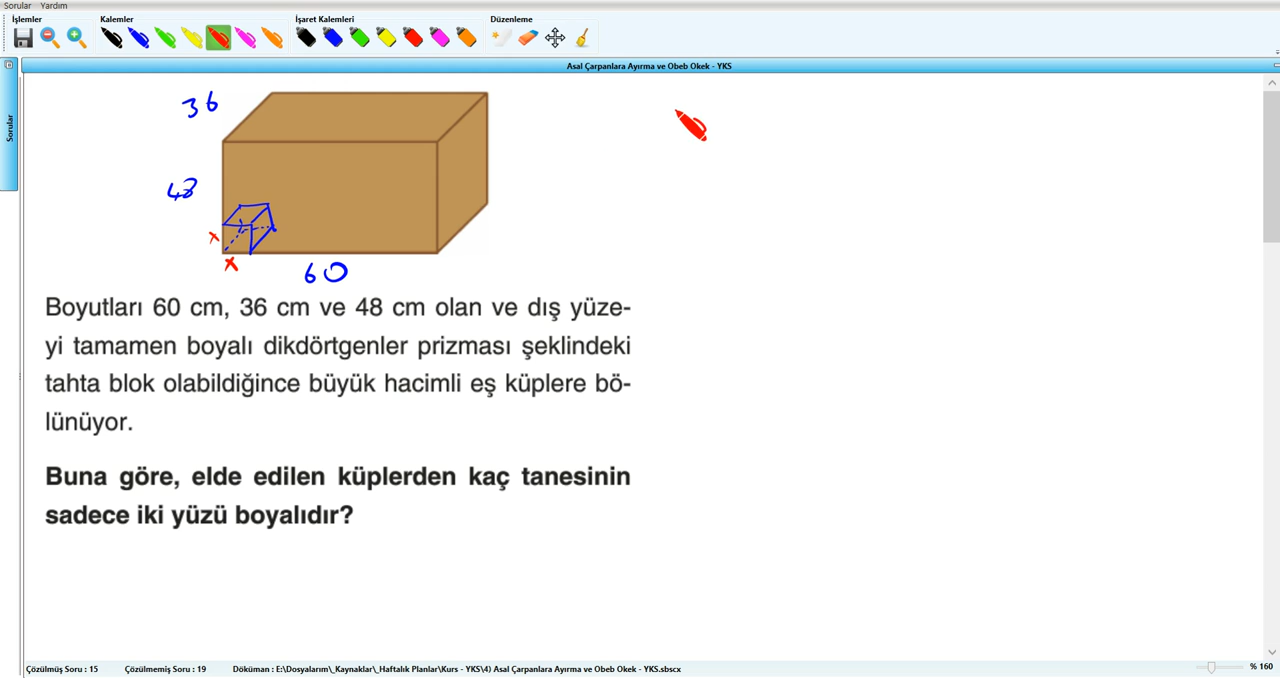 Sorular Yardım
İşlemler Kalemler İşaret Kalemleri Düzenleme
Asal Çarpanlara Ayırma ve Obeb Okek - YKS
Sorular
36
48
x
x
60
Boyutları 60 cm, 36 cm ve 48 cm olan ve dış yüze-
yi tamamen boyalı dikdörtgenler prizması şeklindeki
tahta blok olabildiğince büyük hacimli eş küplere bö-
lünüyor.
Buna göre, elde edilen küplerden kaç tanesinin
sadece iki yüzü boyalıdır?
Çözülmüş Soru : 15 Çözülmemiş Soru : 19 Döküman : E:\Dosyalarım\_Kaynaklar\_Haftalık Planlar\Kurs - YKS\4) Asal Çarpanlara Ayırma ve Obeb Okek - YKS.sbscx % 160